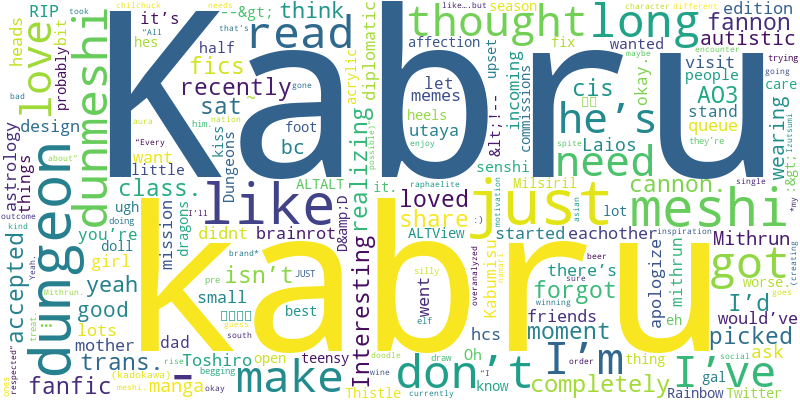 Kabru
kabru
dungeon
meshi
dunmeshi
just
like
make
don't
I'm
I've
got
need
he's
long
thought
read
love
RIP
it's
"All
chilchuck
needs
--&gt;
that's
think
like….but
season
took
character
different
edition
fannon
autistic
heads
probably
bit
hes
half
fics
recently
affection
diplomatic
acrylic
fix
wanted
upset
let
memes
heels
utaya
&lt;!--
incoming
commissions
cis
okay.
visit
people
AO3
stand
queue
maybe
encounter
trying
going
care
wearing
they're
bad
design
aura
"Every
want
little
sat
~
gone
kiss
him.
nation
Dungeons
foot
bc
realizing
possible)
enjoy
spite
senshi
Laios
Izutsumi
:&gt;
astrology
things
about"
class.
ALTALT
it.
raphaelite
loved
share
:)
Milsiril
motivation
asian
lot
cannon.
single
*my
outcome
kind
ugh
doing
you're
doll
girl
mission
dragons
didnt
I'll
brainrot
D&amp;D
Interesting
ALTView
started
eachother
inspiration
Mithrun
accepted
Yeah.
…
yeah
good
lots
mother
brand*
isn't
pre
small
JUST
guess
south
best
went
silly
elf
overanalyzed
Kabumisu
beer
sure
winning
there's
forgot
friends
moment
apologize
mithrun
eh
worse.
I'd
would've
goes
(creating
picked
ask
treat.
Mithrun.
trans.
dad
rise
Toshiro
open
begging
teensy
doodle
wine
hcs
Oh
draw
currently
"I
know
completely
order
thing
gal
social
Rainbow
Twitter
ones
respected"
fanfic
(kadokawa)
meshi.
manga
okay
Thistle